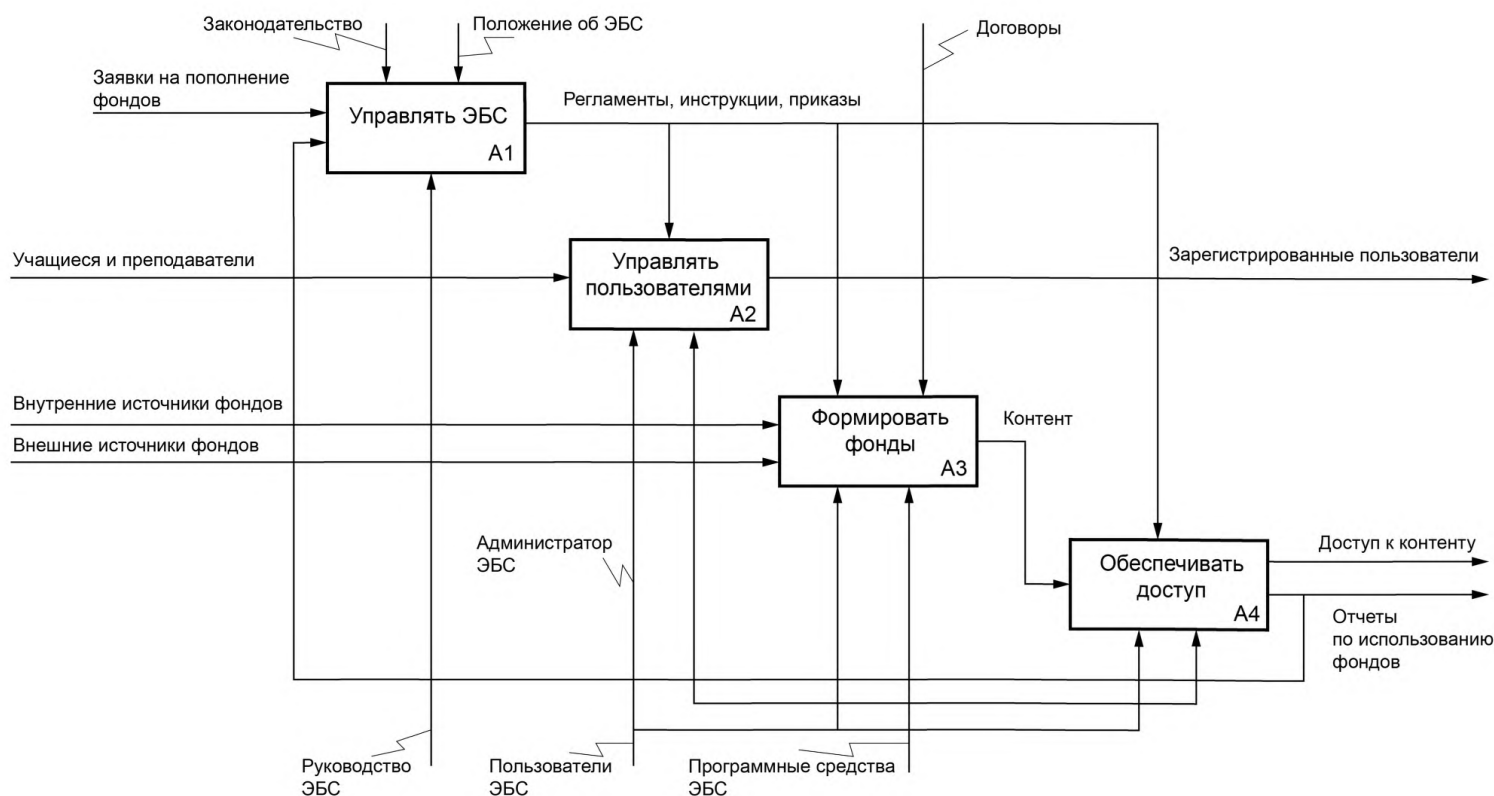 Законодательство
Положение об ЭБС
Договоры
Заявки на пополнение
фондов
Управлять ЭБС
А1
Регламенты, инструкции, приказы
Учащиеся и преподаватели
Управлять
пользователями
А2
Зарегистрированные пользователи
Внутренние источники фондов
Внешние источники фондов
Формировать
фонды
А3
Контент
Администратор
ЭБС
Обеспечивать
доступ
А4
Доступ к контенту
Отчеты
по использованию
фондов
Руководство
ЭБС
Пользователи
ЭБС
Программные средства
ЭБС